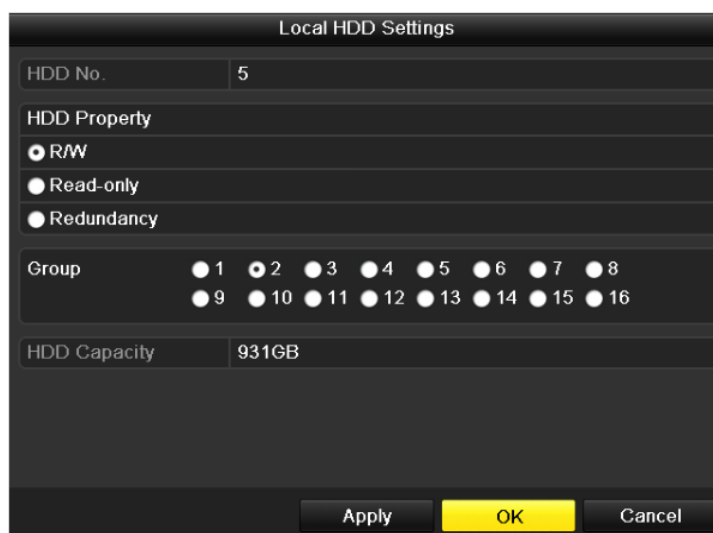 Local HDD Settings
HDD No. 5
HDD Property
R/W
Read-only
Redundancy
Group 1 2 3 4 5 6 7 8
9 10 11 12 13 14 15 16
HDD Capacity 931GB
Apply OK Cancel